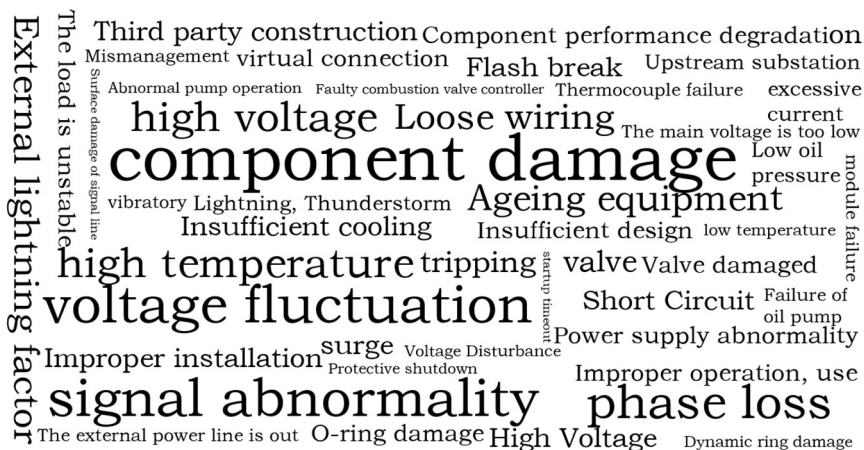 External lightning factor
The load is unstable
Surface damage of signal line
Third party construction
Component performance degradation
Mismanagement
virtual connection
Flash break
Upstream substation
Abnormal pump operation
Faulty combustion valve controller
Thermocouple failure
excessive
current
high voltage
Loose wiring
The main voltage is too low
component damage
Low oil
pressure
module failure
vibratory
Lightning, Thunderstorm
Ageing equipment
Insufficient cooling
Insufficient design
low temperature
high temperature
tripping
startup timeout
valve
Valve damaged
voltage fluctuation
Short Circuit
Failure of
oil pump
Power supply abnormality
Improper installation
surge
Voltage Disturbance
Protective shutdown
Improper operation, use
signal abnormality
phase loss
The external power line is out
O-ring damage
High Voltage
Dynamic ring damage